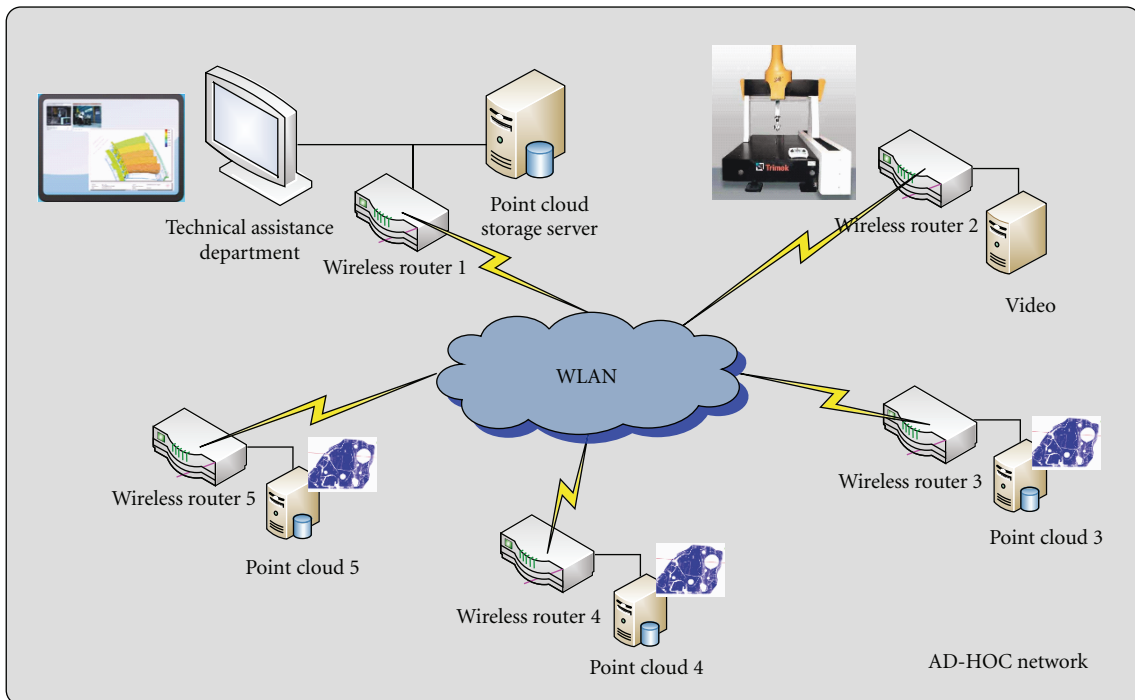 Technical assistance
department
Point cloud
storage server
Wireless router 1
Trimek
Wireless router 2
Video
WLAN
Wireless router 5
Point cloud 5
Wireless router 3
Point cloud 3
Wireless router 4
Point cloud 4
AD-HOC network